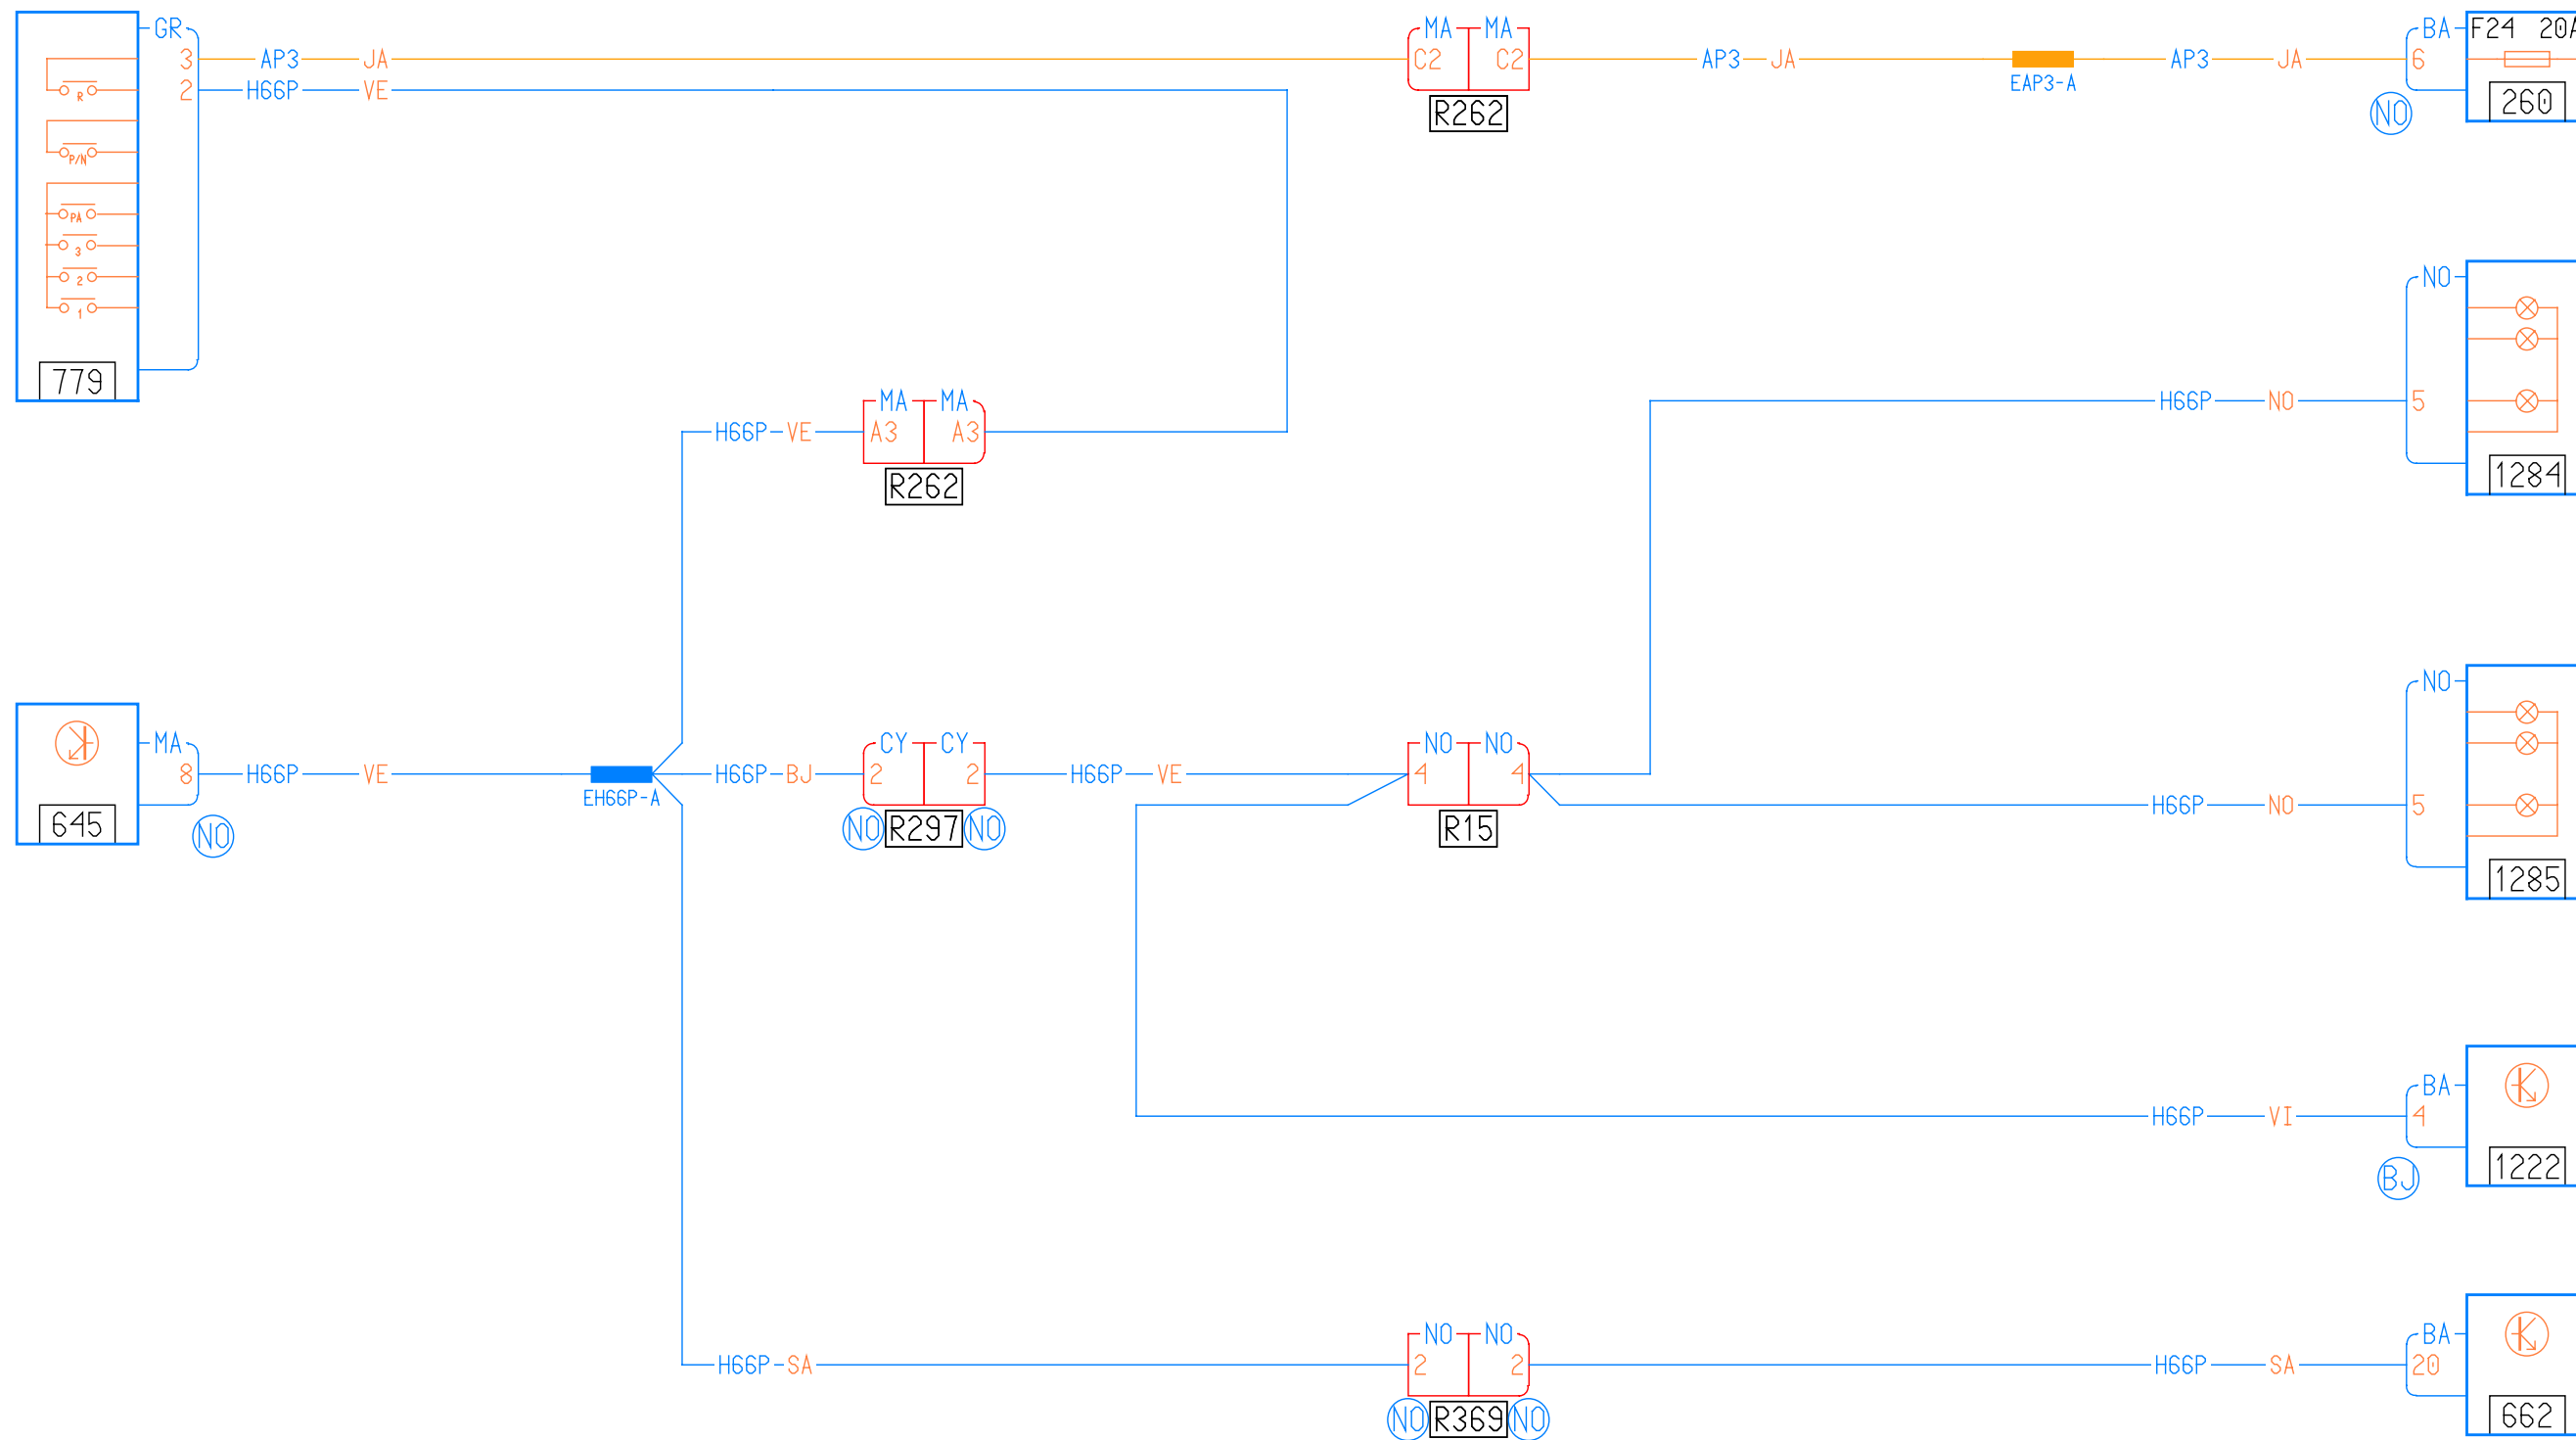 GR
3 AP3 JA
2 H66P VE
R
P/N
PA
3
2
1
779
MA MA
C2 C2
R262
AP3 JA
EAP3-A
AP3 JA
BA
6
NO
F24 20A
260
MA MA
H66P VE A3 A3
R262
NO
H66P NO 5
1284
MA
8 H66P VE
645
NO
EH66P-A
CY CY
H66P BJ 2 2 H66P VE
NO R297 NO
NO NO
4 4
R15
NO
H66P NO 5
1285
BA
H66P VI 4
BJ
1222
NO NO
H66P SA 2 2
NO R369 NO
BA
H66P SA 20
662